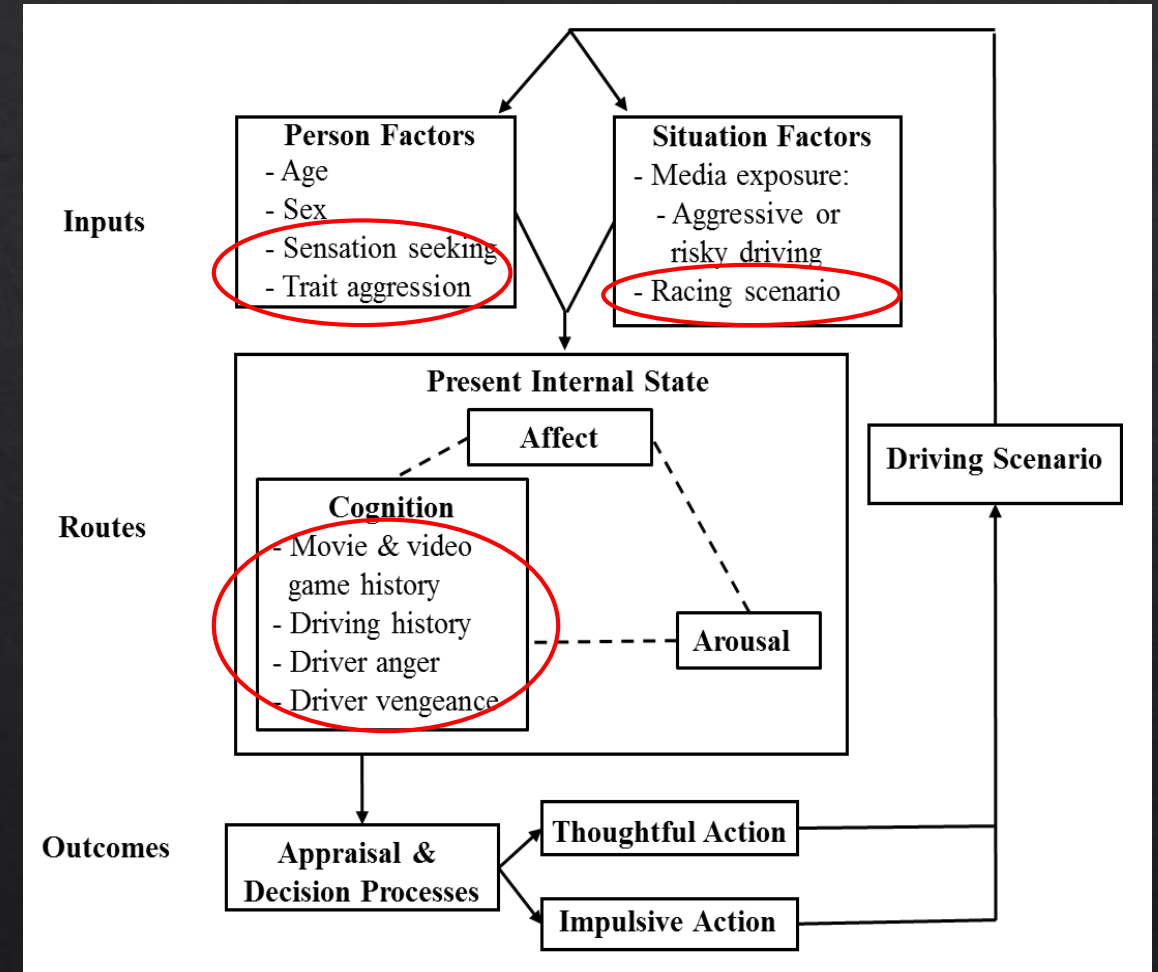 Inputs
Person Factors
- Age
- Sex
- Sensation seeking
- Trait aggression
Situation Factors
- Media exposure:
- Aggressive or
risky driving
- Racing scenario
Routes
Present Internal State
Affect
Cognition
- Movie & video
game history
- Driving history
- Driver anger
- Driver vengeance
Arousal
Driving Scenario
Outcomes
Appraisal &
Decision Processes
Thoughtful Action
Impulsive Action